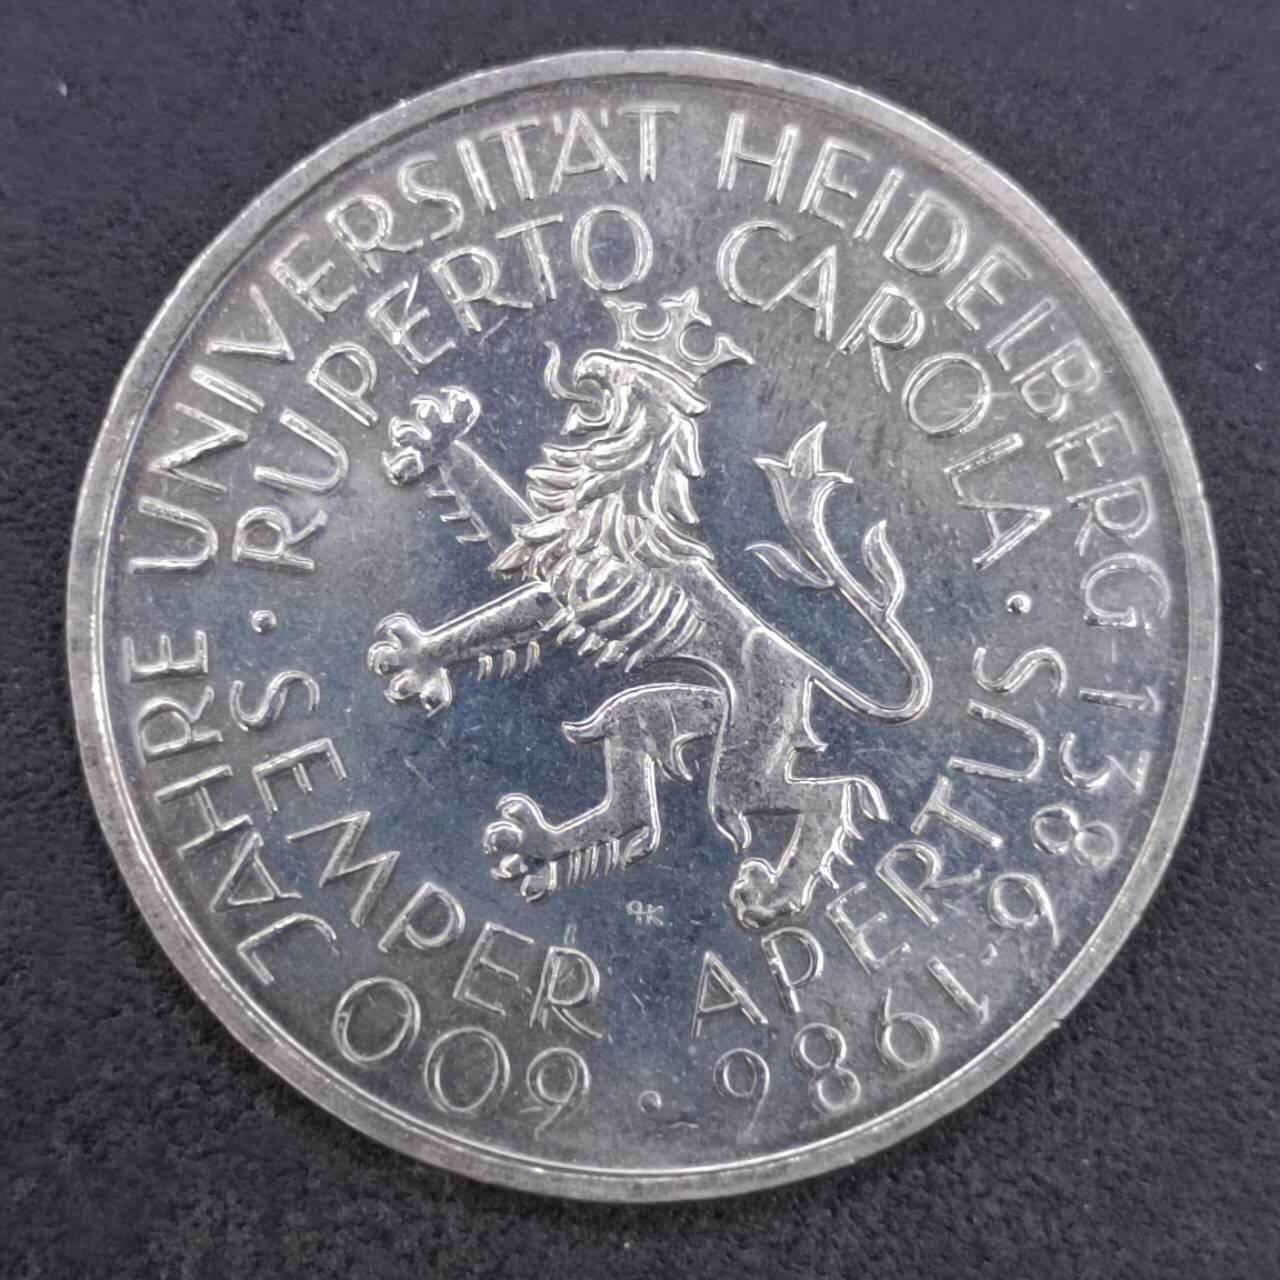 600 JAHRE UNIVERSITÄT HEIDELBERG · 1386 · 1986 ·
RUPERTO CAROLA · SEMPER APERTUS ·